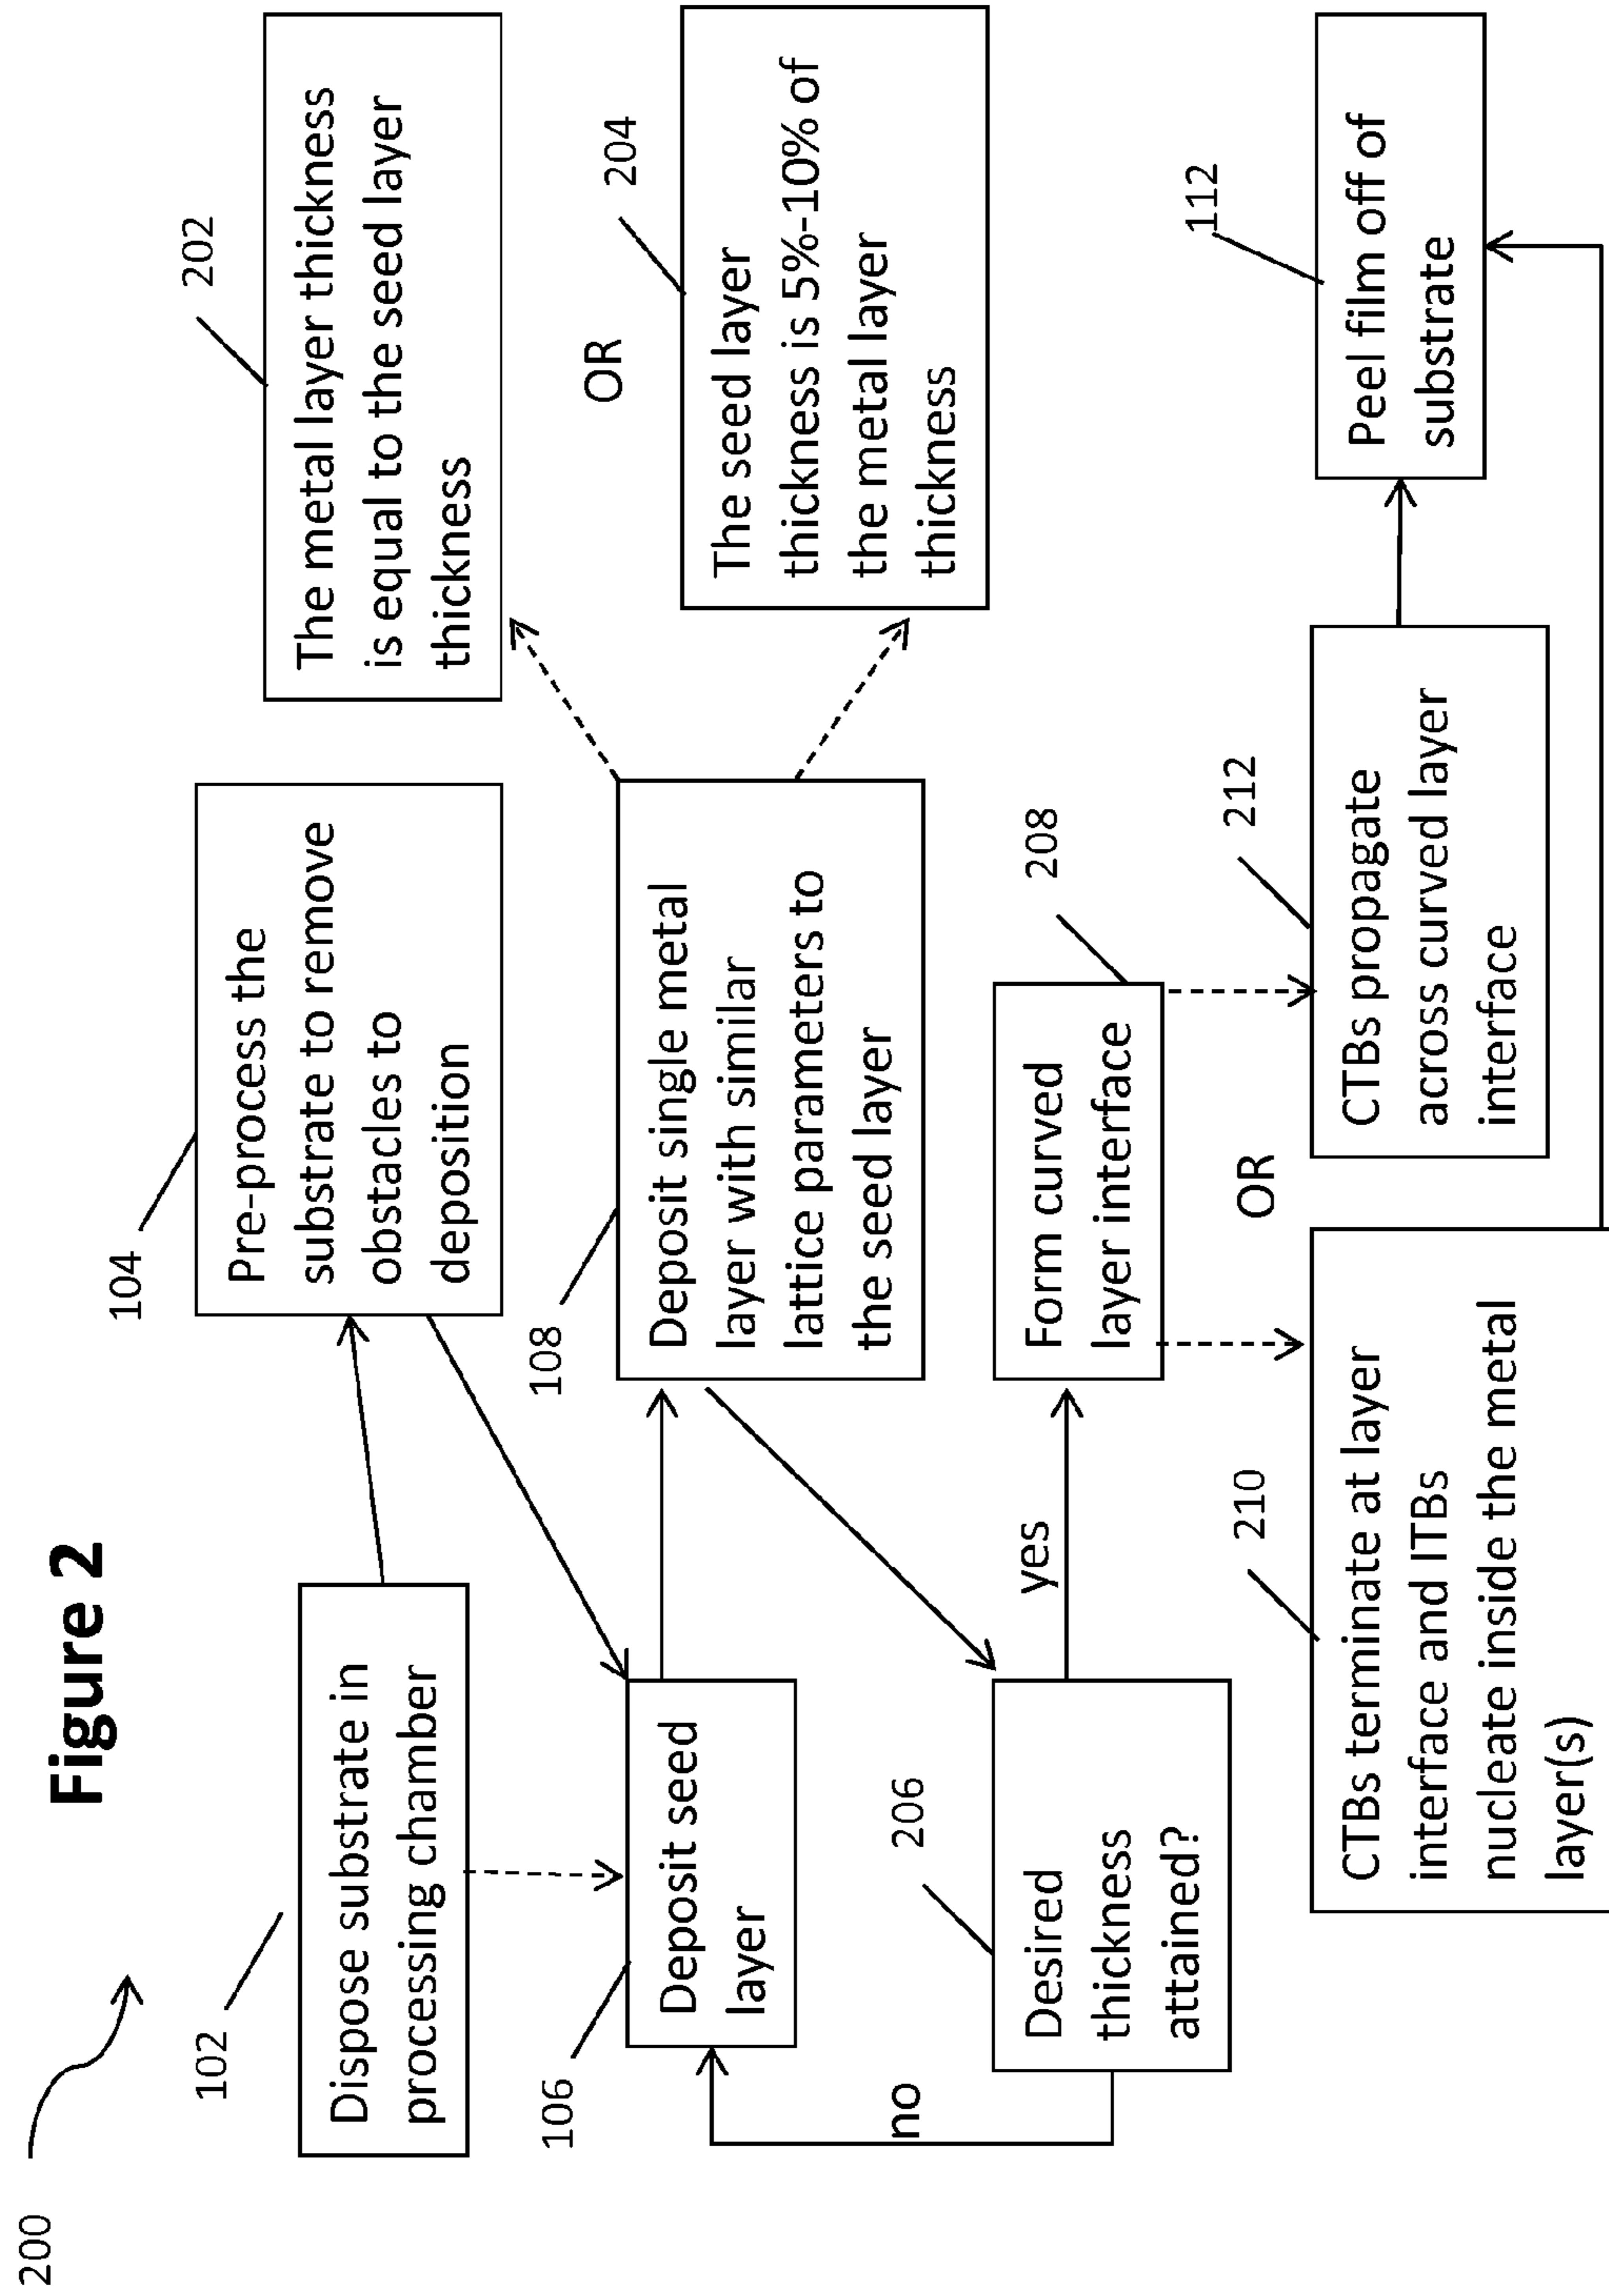 200
Figure 2
102
Dispose substrate in
processing chamber
104
Pre-process the
substrate to remove
obstacles to
deposition
202
The metal layer thickness
is equal to the seed layer
thickness
OR
204
The seed layer
thickness is 5%-10% of
the metal layer
thickness
106
Deposit seed
layer
108
Deposit single metal
layer with similar
lattice parameters to
the seed layer
no
206
Desired
thickness
attained?
yes
Form curved
layer interface
208
210
CTBs terminate at layer
interface and ITBs
nucleate inside the metal
layer(s)
OR
212
CTBs propagate
across curved layer
interface
112
Peel film off of
substrate